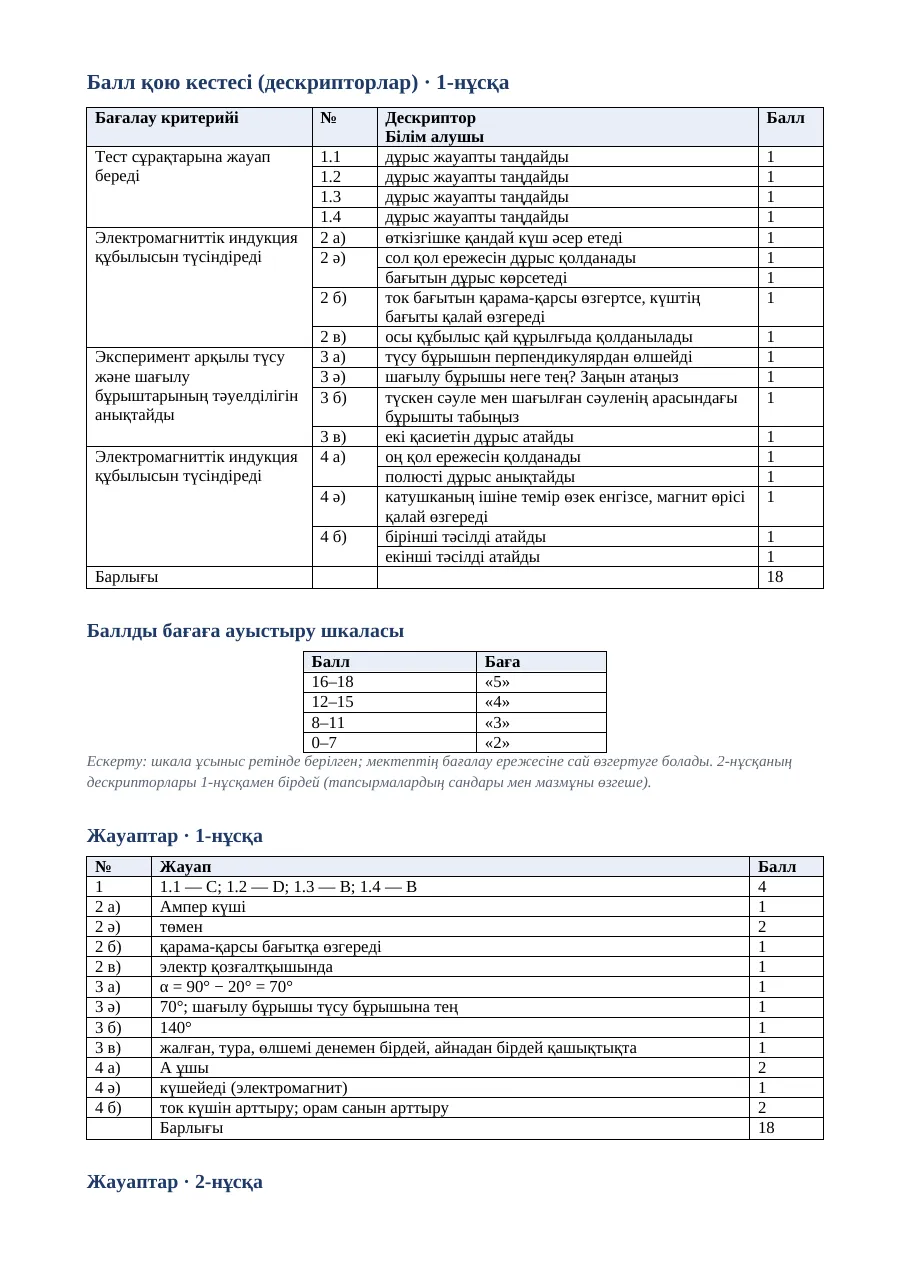 Балл қою кестесі (дескрипторлар) · 1-нұсқа
Бағалау критерийі № Дескриптор Балл
Білім алушы
Тест сұрақтарына жауап 1.1 дұрыс жауапты таңдайды 1
береді 1.2 дұрыс жауапты таңдайды 1
1.3 дұрыс жауапты таңдайды 1
1.4 дұрыс жауапты таңдайды 1
Электромагниттік индукция 2 а) өткізгішке қандай күш әсер етеді 1
құбылысын түсіндіреді 2 ә) сол қол ережесін дұрыс қолданады 1
бағытын дұрыс көрсетеді 1
2 б) ток бағытын қарама-қарсы өзгертсе, күштің 1
бағыты қалай өзгереді
2 в) осы құбылыс қай құрылғыда қолданылады 1
Эксперимент арқылы түсу 3 а) түсу бұрышын перпендикулярдан өлшейді 1
және шағылу 3 ә) шағылу бұрышы неге тең? Заңын атаңыз 1
бұрыштарының тәуелділігін 3 б) түскен сәуле мен шағылған сәуленің арасындағы 1
анықтайды бұрышты табыңыз
3 в) екі қасиетін дұрыс атайды 1
Электромагниттік индукция 4 а) оң қол ережесін қолданады 1
құбылысын түсіндіреді полюсті дұрыс анықтайды 1
4 ә) катушканың ішіне темір өзек енгізсе, магнит өрісі 1
қалай өзгереді
4 б) бірінші тәсілді атайды 1
екінші тәсілді атайды 1
Барлығы 18
Баллды бағаға ауыстыру шкаласы
Балл Баға
16–18 «5»
12–15 «4»
8–11 «3»
0–7 «2»
Ескерту: шкала ұсыныс ретінде берілген; мектептің бағалау ережесіне сай өзгертуге болады. 2-нұсқаның
дескрипторлары 1-нұсқамен бірдей (тапсырмалардың сандары мен мазмұны өзгеше).
Жауаптар · 1-нұсқа
№ Жауап Балл
1 1.1 — C; 1.2 — D; 1.3 — B; 1.4 — B 4
2 а) Ампер күші 1
2 ә) төмен 2
2 б) қарама-қарсы бағытқа өзгереді 1
2 в) электр қозғалтқышында 1
3 а) α = 90° − 20° = 70° 1
3 ә) 70°; шағылу бұрышы түсу бұрышына тең 1
3 б) 140° 1
3 в) жалған, тура, өлшемі денемен бірдей, айнадан бірдей қашықтықта 1
4 а) А ұшы 2
4 ә) күшейеді (электромагнит) 1
4 б) ток күшін арттыру; орам санын арттыру 2
Барлығы 18
Жауаптар · 2-нұсқа